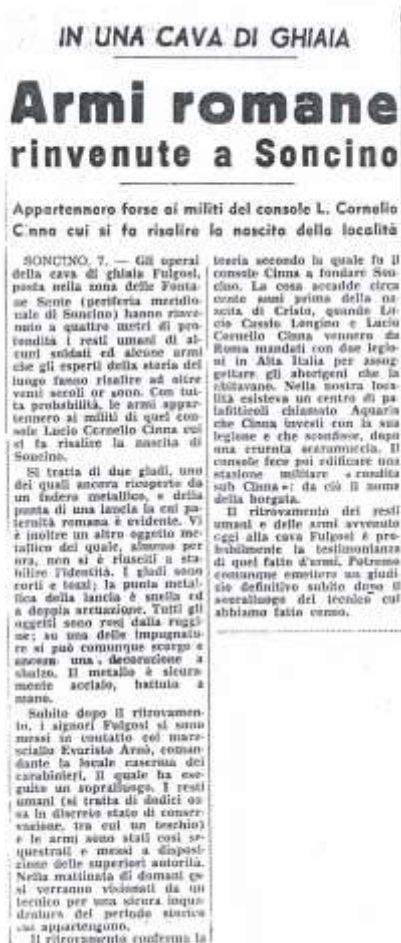 IN UNA CAVA DI GHIAIA
Armi romane
rinvenute a Soncino
Appartennero forse ai militi del console L. Cornelio
Cinna cui si fa risalire la nascita della località
SONCINO, 7. — Gli operai
della cava di ghiaia Fulgosi,
posta nella zona delle Fonta-
ne Sante (periferia meridio-
nale di Soncino) hanno rinve-
nuto a quattro metri di pro-
fondità i resti umani di al-
cuni soldati ed alcune armi
che gli esperti della storia del
luogo fanno risalire ad oltre
venti secoli or sono. Con tut-
ta probabilità, le armi appar-
tennero ai militi di quel con-
sole Lucio Cornello Cinna cui
si fa risalire la nascita di
Soncino.
Si tratta di due gladi, uno
dei quali ancora ricoperto da
un fodero metallico, e della
punta di una lancia la cui pa-
ternità romana è evidente. Vi
è inoltre un altro oggetto me-
tallico del quale, almeno per
ora, non si è riusciti a sta-
bilire l'identità. I gladi sono
corti e tozzi; la punta metal-
lica della lancia è snella ed
a doppia arcuazione. Tutti gli
oggetti sono rosi dalla ruggi-
ne; su una delle impugnatu-
re si può comunque scorgere
ancora una decorazione a
sbalzo. Il metallo è sicura-
mente acciaio, battuto a
mano.
Subito dopo il ritrovamen-
to, i signori Fulgosi si sono
messi in contatto col mare-
sciallo Evaristo Arnò, coman-
dante la locale caserma dei
carabinieri, il quale ha ese-
guito un sopraluogo. I resti
umani (si tratta di dodici os-
sa in discreto stato di conser-
vazione, tra cui un teschio)
e le armi sono stati così se-
questrati e messi a disposi-
zione delle superiori autorità.
Nella mattinata di domani es-
si verranno visionati da un
tecnico per una sicura inqua-
dratura del periodo storico
cui appartengono.
Il ritrovamento conferma la
teoria secondo la quale fu il
console Cinna a fondare Son-
cino. La cosa accadde circa
cento anni prima della na-
scita di Cristo, quando Lu-
cio Cassio Longino e Lucio
Cornello Cinna vennero da
Roma mandati con due legio-
ni in Alta Italia per assog-
gettare gli aborigeni che la
abitavano. Nella nostra loca-
lità esisteva un centro di pa-
lafitticoli chiamato Aquaria
che Cinna investì con la sua
legione e che sconfisse, dopo
una cruenta scaramuccia. Il
console fece poi edificare una
stazione militare «condita
sub Cinna»; da ciò il nome
della borgata.
Il ritrovamento dei resti
umani e delle armi avvenuto
oggi alla cava Fulgosi è pro-
babilmente la testimonianza
di quel fatto d'armi. Potremo
comunque emettere un giudi-
zio definitivo subito dopo il
sopralluogo del tecnico cui
abbiamo fatto cenno.